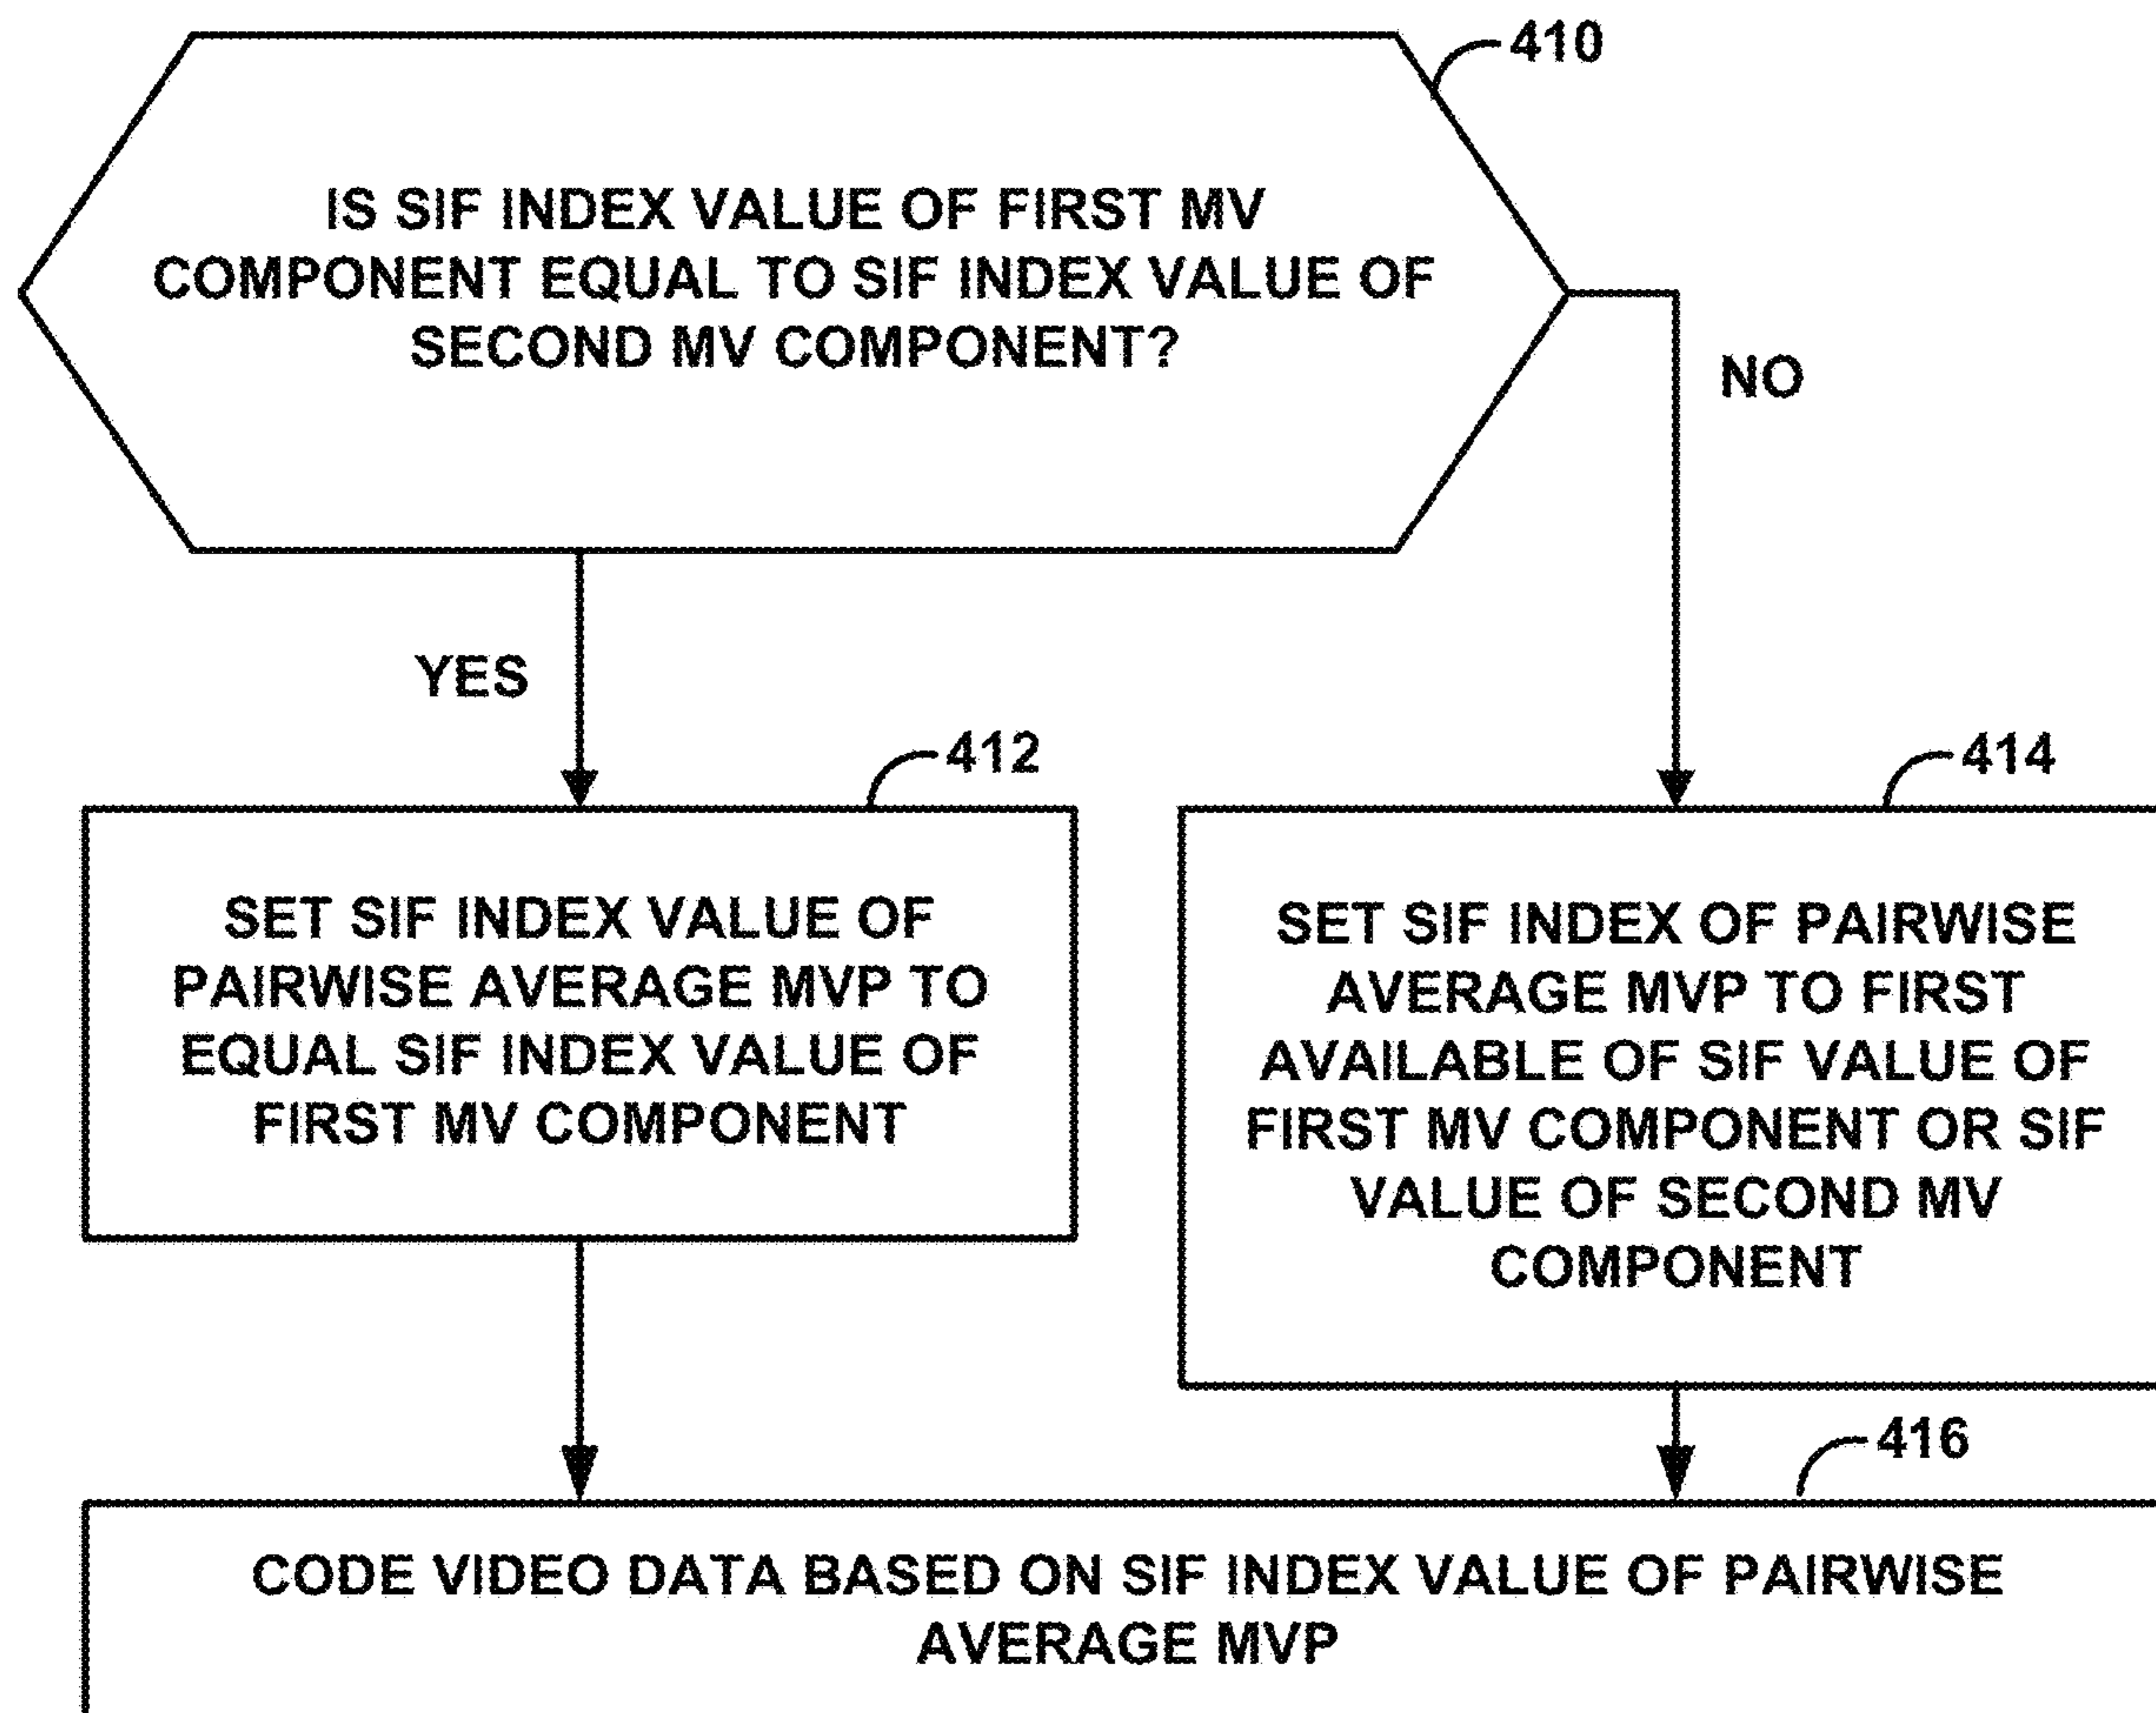 410
IS SIF INDEX VALUE OF FIRST MV
COMPONENT EQUAL TO SIF INDEX VALUE OF
SECOND MV COMPONENT?
NO
YES
412
SET SIF INDEX VALUE OF
PAIRWISE AVERAGE MVP TO
EQUAL SIF INDEX VALUE OF
FIRST MV COMPONENT
414
SET SIF INDEX OF PAIRWISE
AVERAGE MVP TO FIRST
AVAILABLE OF SIF VALUE OF
FIRST MV COMPONENT OR SIF
VALUE OF SECOND MV
COMPONENT
416
CODE VIDEO DATA BASED ON SIF INDEX VALUE OF PAIRWISE
AVERAGE MVP